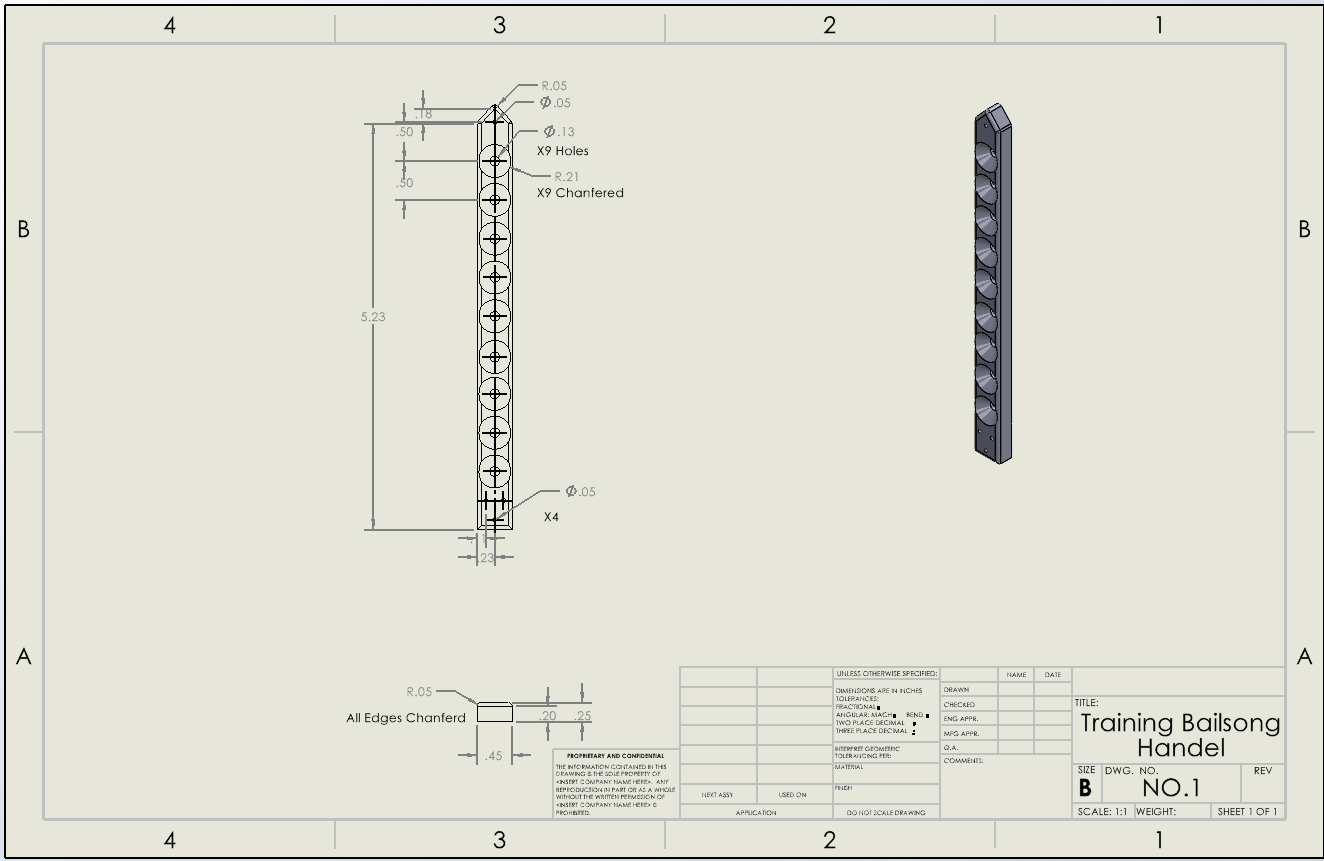 4 3 2 1
B B
A A
R.05
Ø.05
.18
.50
Ø.13
X9 Holes
.50
R.21
X9 Chanfered
5.23
Ø.05
X4
.23
R.05
All Edges Chanferd
.20 .25
.45
PROPRIETARY AND CONFIDENTIAL
THE INFORMATION CONTAINED IN THIS
DRAWING IS THE SOLE PROPERTY OF
<INSERT COMPANY NAME HERE>. ANY
REPRODUCTION IN PART OR AS A WHOLE
WITHOUT THE WRITTEN PERMISSION OF
<INSERT COMPANY NAME HERE> IS
PROHIBITED.
NEXT ASSY USED ON
APPLICATION
UNLESS OTHERWISE SPECIFIED:
DIMENSIONS ARE IN INCHES
TOLERANCES:
FRACTIONAL
ANGULAR: MACH BEND
TWO PLACE DECIMAL
THREE PLACE DECIMAL
INTERPRET GEOMETRIC
TOLERANCING PER:
MATERIAL
FINISH
DO NOT SCALE DRAWING
NAME DATE
DRAWN
CHECKED
ENG APPR.
MFG APPR.
Q.A.
COMMENTS:
TITLE:
Training Bailsong
Handel
SIZE DWG. NO. REV
B NO.1
SCALE: 1:1 WEIGHT: SHEET 1 OF 1
4 3 2 1